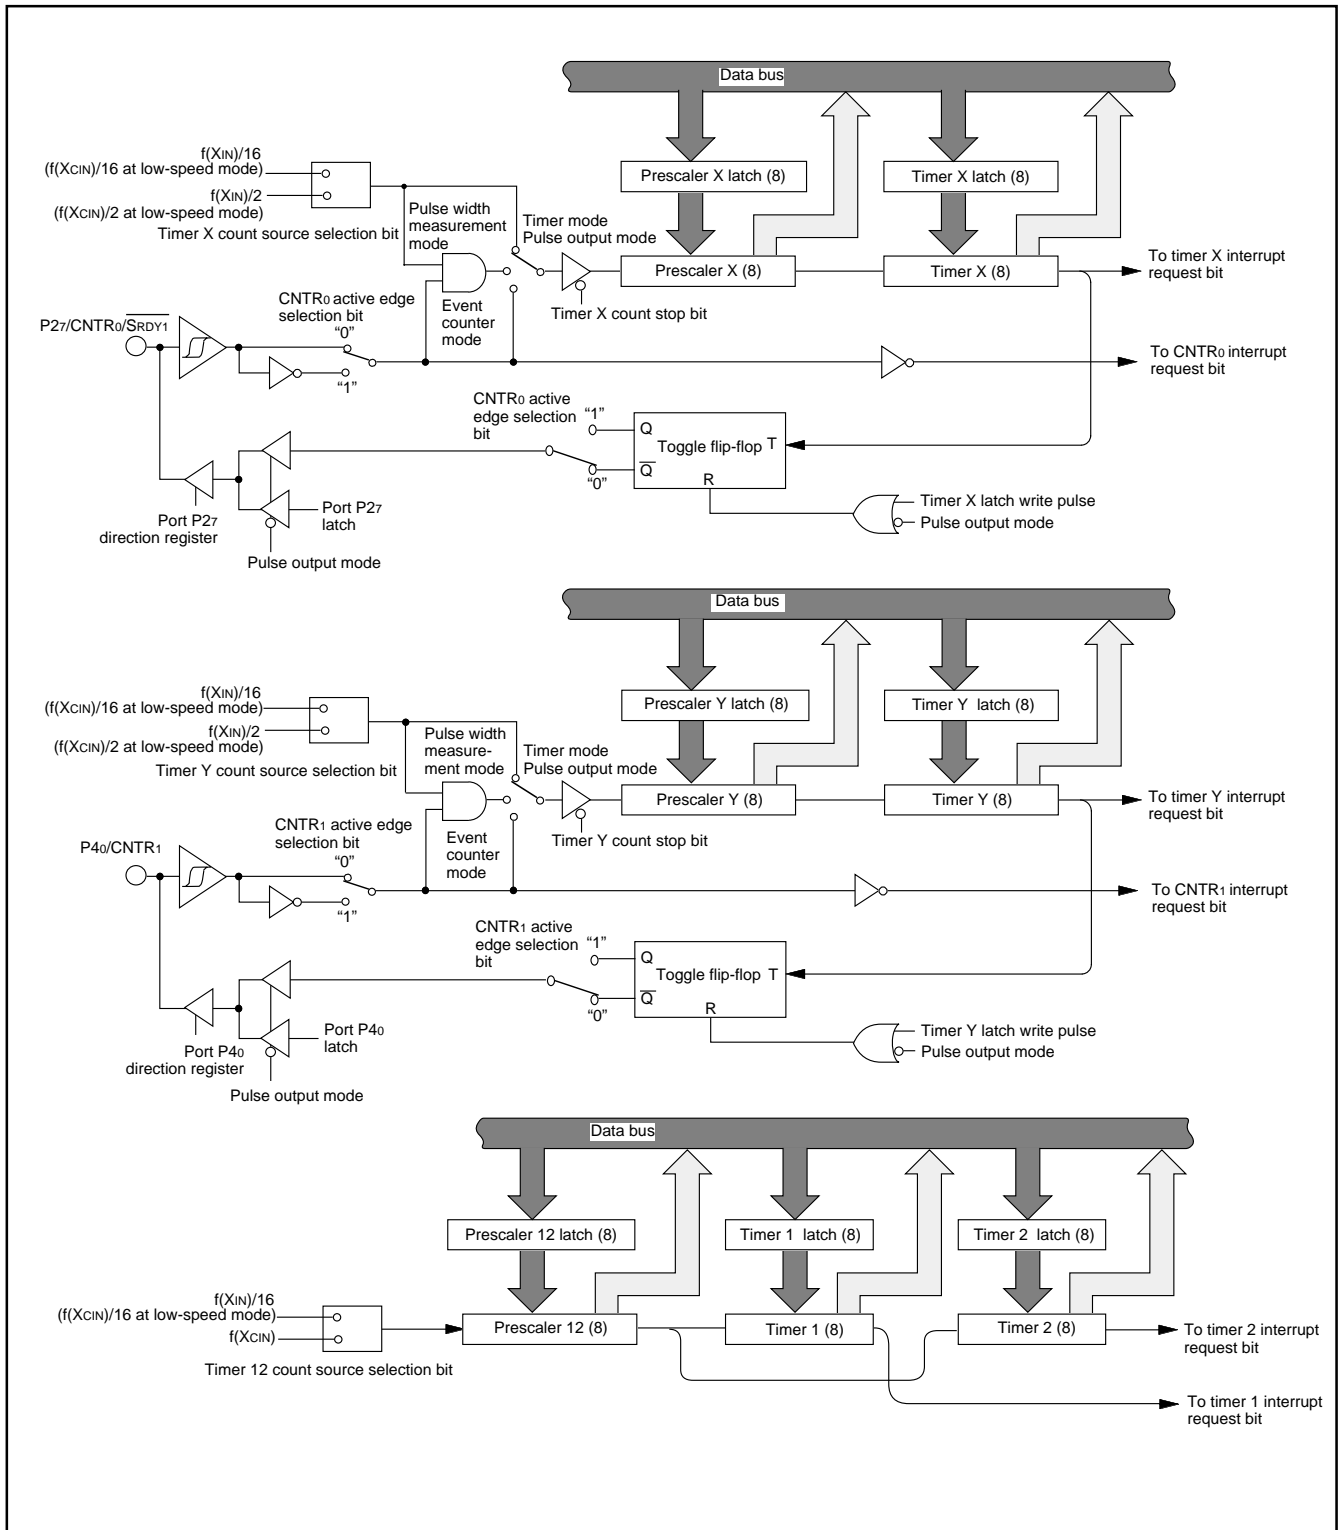 Data bus
f(XIN)/16
(f(XCIN)/16 at low-speed mode)
f(XIN)/2
(f(XCIN)/2 at low-speed mode)
Timer X count source selection bit
Prescaler X latch (8)
Timer X latch (8)
Pulse width
measurement
mode
Timer mode
Pulse output mode
Prescaler X (8)
Timer X (8)
To timer X interrupt
request bit
Timer X count stop bit
CNTR0 active edge
selection bit
Event
counter
mode
P27/CNTR0/SRDY1
“0”
“1”
To CNTR0 interrupt
request bit
CNTR0 active
edge selection
bit
“1”
“0”
Q
Toggle flip-flop T
Q
R
Timer X latch write pulse
Pulse output mode
Port P27
latch
Port P27
direction register
Pulse output mode
Data bus
f(XIN)/16
(f(XCIN)/16 at low-speed mode)
f(XIN)/2
(f(XCIN)/2 at low-speed mode)
Timer Y count source selection bit
Prescaler Y latch (8)
Timer Y latch (8)
Pulse width
measure-
ment mode
Timer mode
Pulse output mode
Prescaler Y (8)
Timer Y (8)
To timer Y interrupt
request bit
Timer Y count stop bit
CNTR1 active edge
selection bit
Event
counter
mode
P40/CNTR1
“0”
“1”
To CNTR1 interrupt
request bit
CNTR1 active
edge selection
bit
“1”
“0”
Q
Toggle flip-flop T
Q
R
Timer Y latch write pulse
Pulse output mode
Port P40
latch
Port P40
direction register
Pulse output mode
Data bus
Prescaler 12 latch (8)
Timer 1 latch (8)
Timer 2 latch (8)
f(XIN)/16
(f(XCIN)/16 at low-speed mode)
f(XCIN)
Timer 12 count source selection bit
Prescaler 12 (8)
Timer 1 (8)
Timer 2 (8)
To timer 2 interrupt
request bit
To timer 1 interrupt
request bit